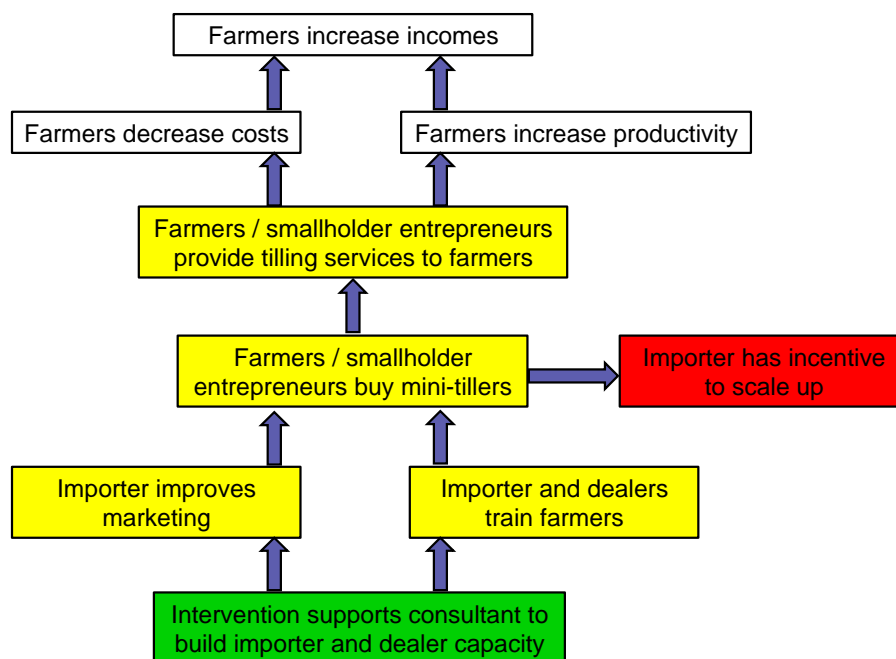 Farmers increase incomes
Farmers decrease costs
Farmers increase productivity
Farmers / smallholder entrepreneurs
provide tilling services to farmers
Farmers / smallholder
entrepreneurs buy mini-tillers
Importer has incentive
to scale up
Importer improves
marketing
Importer and dealers
train farmers
Intervention supports consultant to
build importer and dealer capacity